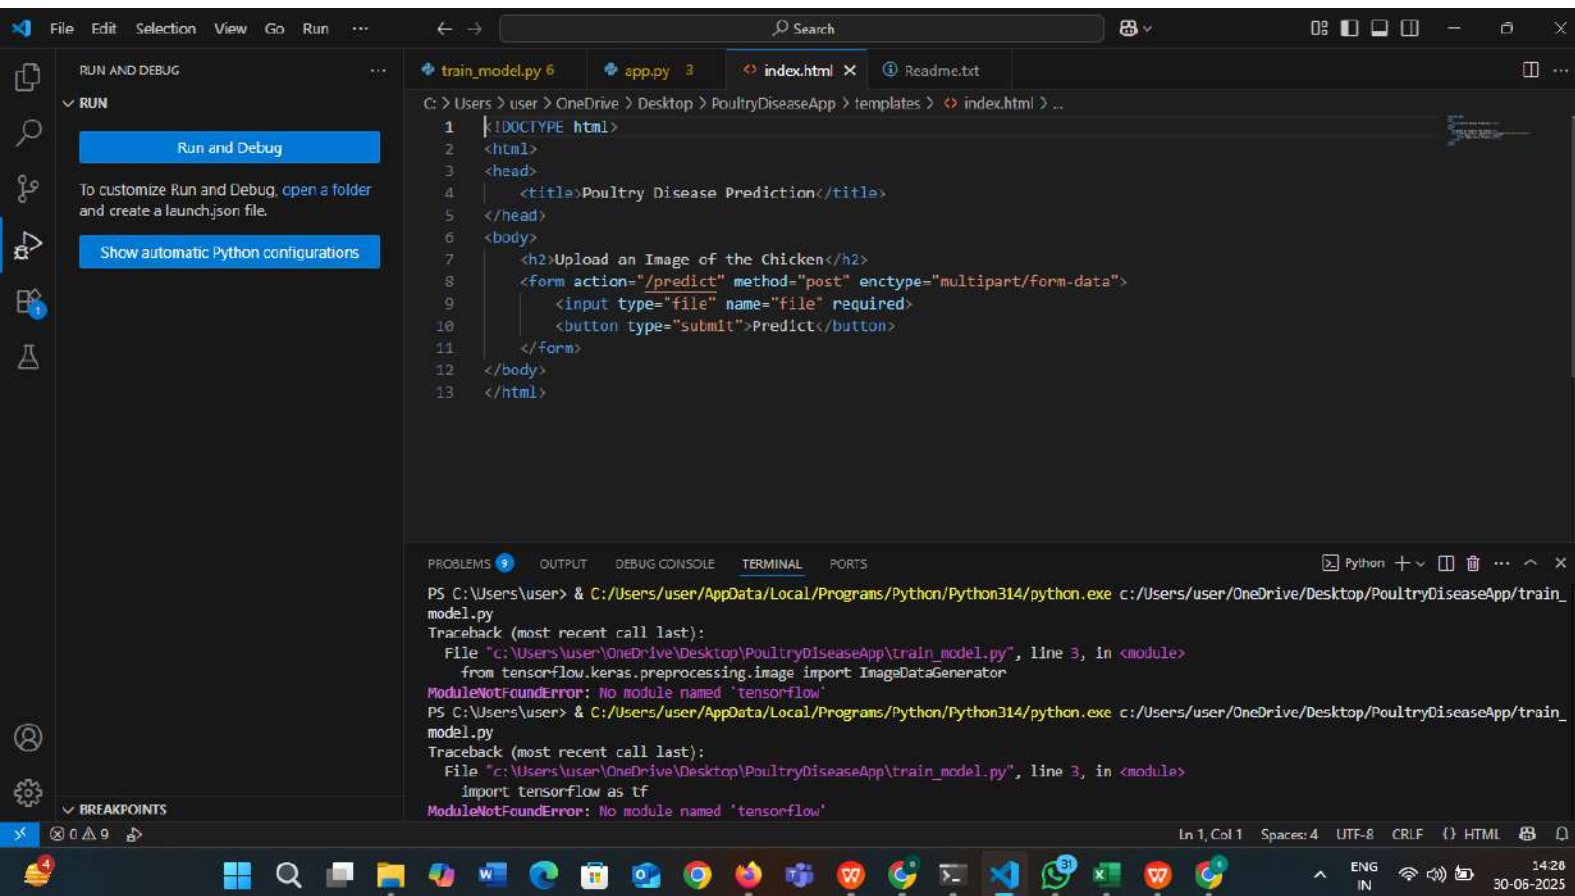 File Edit Selection View Go Run ···
Search
RUN AND DEBUG ···
train_model.py 6 app.py 3 index.html Readme.txt
RUN
C: > Users > user > OneDrive > Desktop > PoultryDiseaseApp > templates > index.html > ...
Run and Debug
To customize Run and Debug, open a folder
and create a launch.json file.
Show automatic Python configurations
1 <!DOCTYPE html>
2 <html>
3 <head>
4 <title>Poultry Disease Prediction</title>
5 </head>
6 <body>
7 <h2>Upload an Image of the Chicken</h2>
8 <form action="/predict" method="post" enctype="multipart/form-data">
9 <input type="file" name="file" required>
10 <button type="submit">Predict</button>
11 </form>
12 </body>
13 </html>
1
PROBLEMS 9 OUTPUT DEBUG CONSOLE TERMINAL PORTS Python
PS C:\Users\user> & C:/Users/user/AppData/Local/Programs/Python/Python314/python.exe c:/Users/user/OneDrive/Desktop/PoultryDiseaseApp/train_
model.py
Traceback (most recent call last):
File "c:\Users\user\OneDrive\Desktop\PoultryDiseaseApp\train_model.py", line 3, in <module>
from tensorflow.keras.preprocessing.image import ImageDataGenerator
ModuleNotFoundError: No module named 'tensorflow'
PS C:\Users\user> & C:/Users/user/AppData/Local/Programs/Python/Python314/python.exe c:/Users/user/OneDrive/Desktop/PoultryDiseaseApp/train_
model.py
Traceback (most recent call last):
File "c:\Users\user\OneDrive\Desktop\PoultryDiseaseApp\train_model.py", line 3, in <module>
import tensorflow as tf
ModuleNotFoundError: No module named 'tensorflow'
BREAKPOINTS
0 9
Ln 1, Col 1 Spaces: 4 UTF-8 CRLF {} HTML
4
31
ENG
IN
14:28
30-06-2025